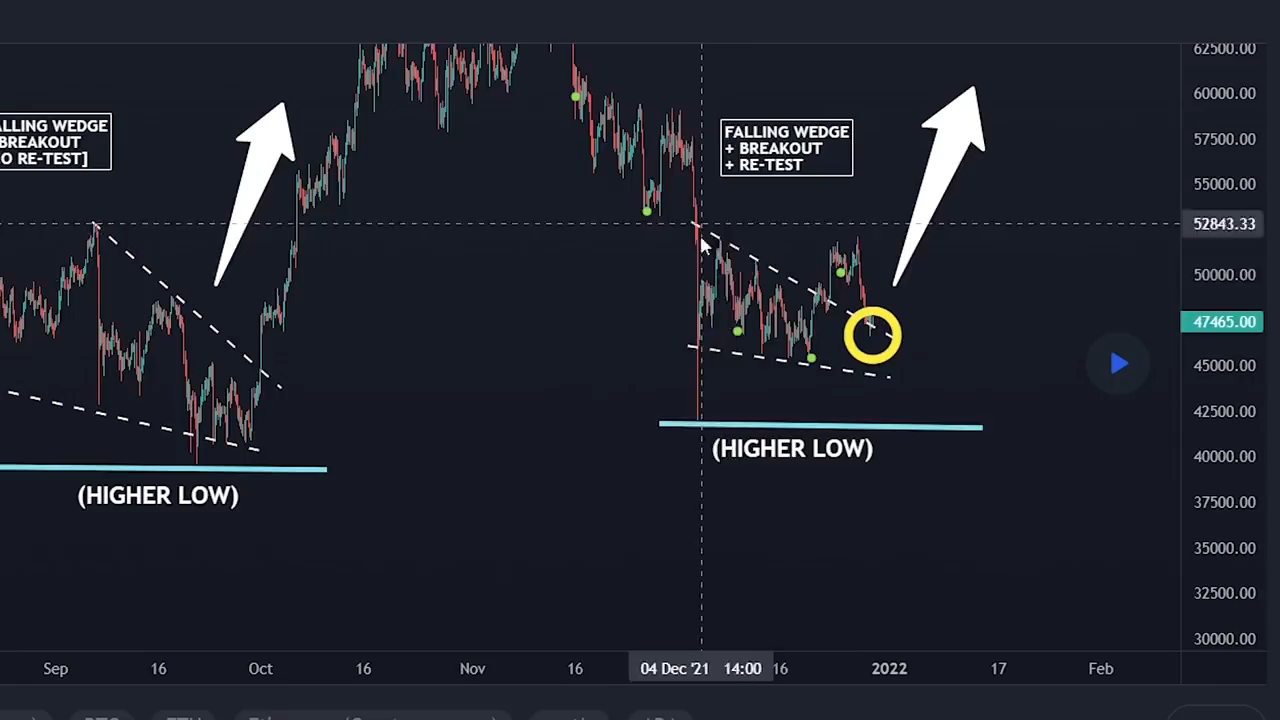 ALLING WEDGE
BREAKOUT
O RE-TEST]
FALLING WEDGE
+ BREAKOUT
+ RE-TEST
(HIGHER LOW)
(HIGHER LOW)
62500.00
60000.00
57500.00
55000.00
52843.33
50000.00
47465.00
45000.00
42500.00
40000.00
37500.00
35000.00
32500.00
30000.00
Sep 16 Oct 16 Nov 16 04 Dec '21 14:00 16 2022 17 Feb